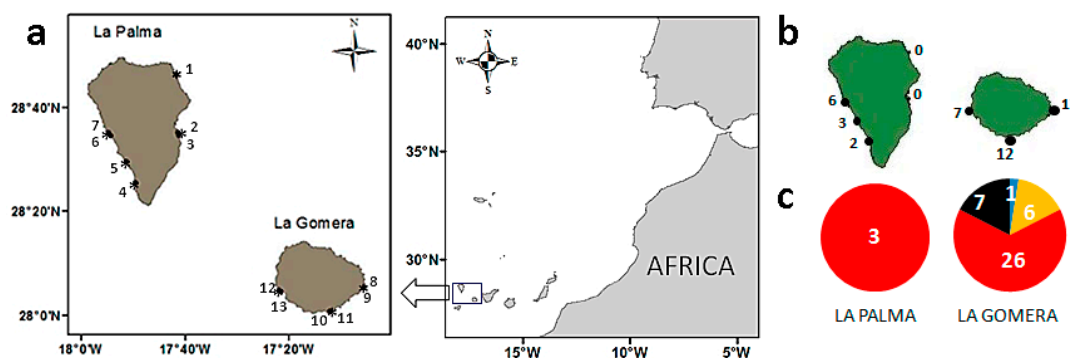 a
La Palma
N
1
28°40'N
7
6
2
3
5
4
28°20'N
La Gomera
8
9
12
13
10
11
28°0'N
18°0'W
17°40'W
17°20'W
40°N
35°N
30°N
N
W
E
S
AFRICA
15°W
10°W
5°W
b
0
0
6
3
2
7
1
12
c
3
7
1
6
26
LA PALMA
LA GOMERA